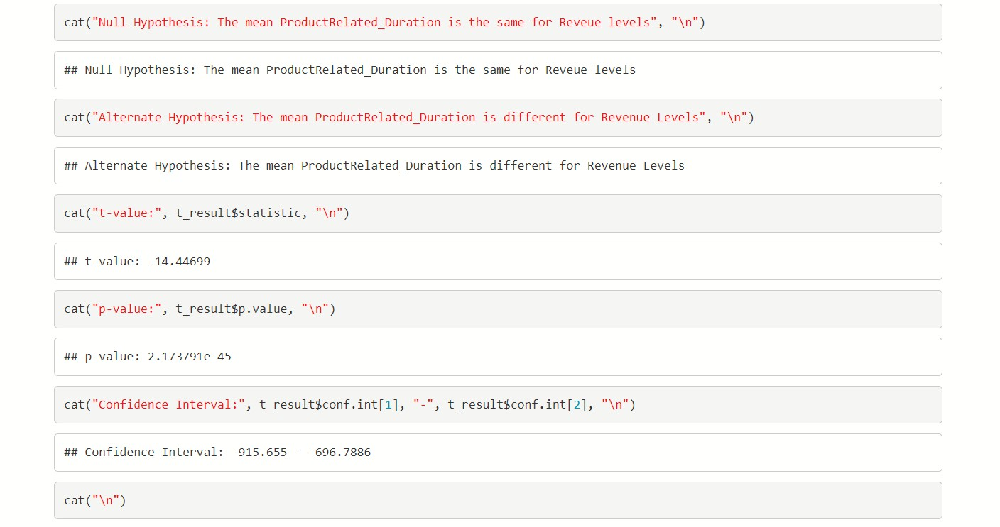 cat("Null Hypothesis: The mean ProductRelated_Duration is the same for Reveue levels", "\n")
## Null Hypothesis: The mean ProductRelated_Duration is the same for Reveue levels
cat("Alternate Hypothesis: The mean ProductRelated_Duration is different for Revenue Levels", "\n")
## Alternate Hypothesis: The mean ProductRelated_Duration is different for Revenue Levels
cat("t-value:", t_result$statistic, "\n")
## t-value: -14.44699
cat("p-value:", t_result$p.value, "\n")
## p-value: 2.173791e-45
cat("Confidence Interval:", t_result$conf.int[1], "-", t_result$conf.int[2], "\n")
## Confidence Interval: -915.655 - -696.7886
cat("\n")